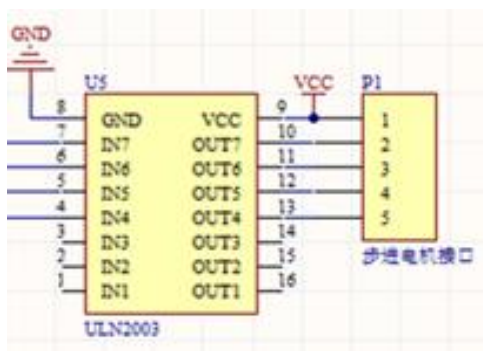 GND
U5
VCC
P1
8 GND VCC 9 1
7 IN7 OUT7 10 2
6 IN6 OUT6 11 3
5 IN5 OUT5 12 4
4 IN4 OUT4 13 5
3 IN3 OUT3 14
2 IN2 OUT2 15
1 IN1 OUT1 16
步进电机接口
ULN2003